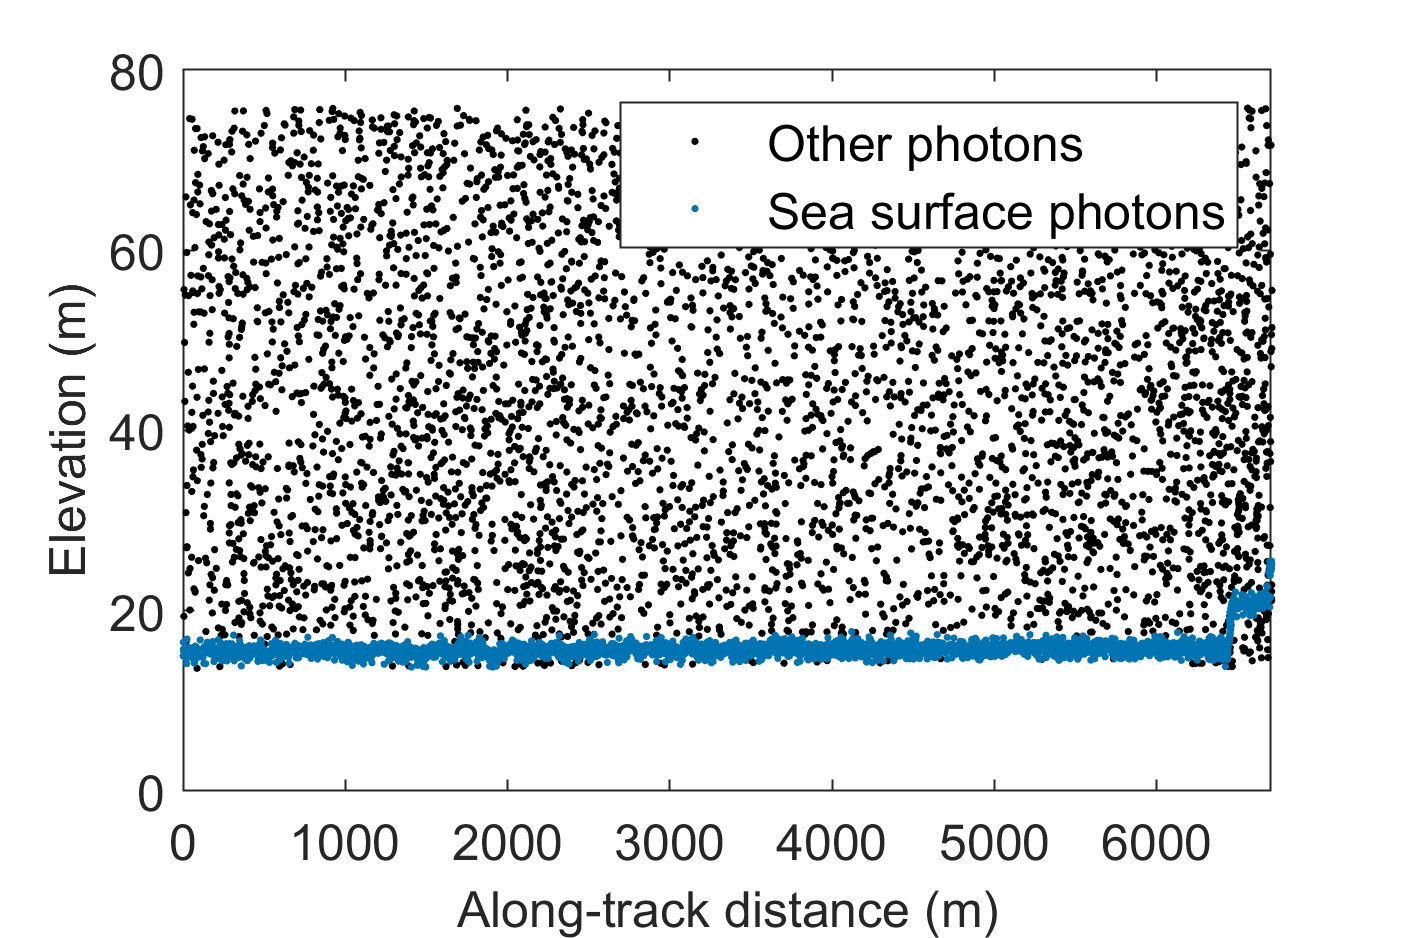 80
60
40
20
0
Elevation (m)
Other photons
Sea surface photons
0 1000 2000 3000 4000 5000 6000
Along-track distance (m)